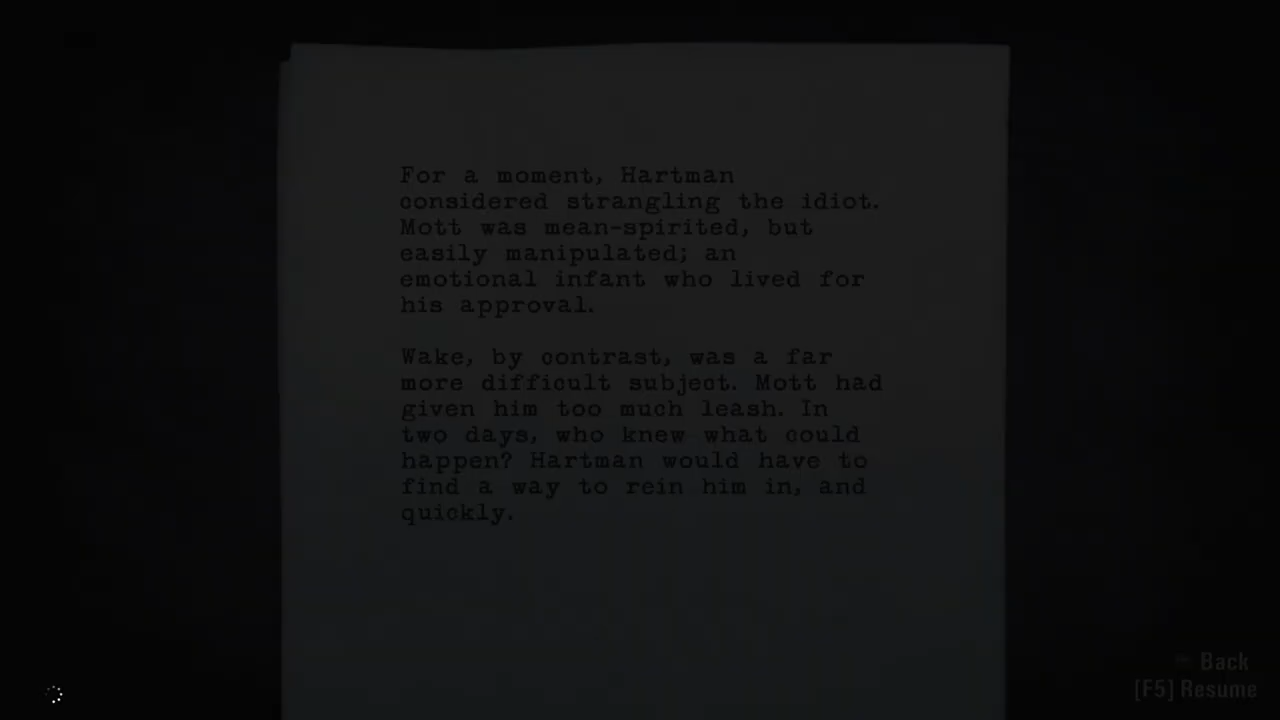 For a moment, Hartman
considered strangling the idiot.
Mott was mean-spirited, but
easily manipulated; an
emotional infant who lived for
his approval.
Wake, by contrast, was a far
more difficult subject. Mott had
given him too much leash. In
two days, who knew what could
happen? Hartman would have to
find a way to rein him in, and
quickly.
Back
[F5] Resume